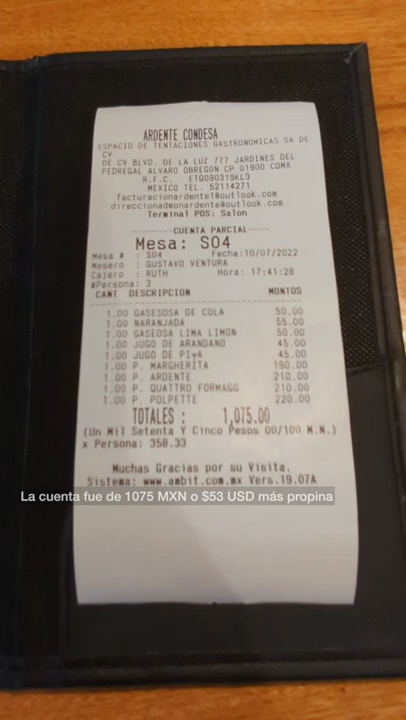 ARDENTE CONDESA
ESPACIO DE TENTACIONES GASTRONOMICAS SA DE
CV
DE CV BLVD. DE LA LUZ 777 JARDINES DEL
PEDREGAL ALVARO OBREGON CP 01900 CDMX
R.F.C. ETG090319KL3
MEXICO TEL. 52114271
facturacionardente1@outlook.com
direccionadmonardente@outlook.com
Terminal POS: Salon
CUENTA PARCIAL
Mesa: S04
Mesa # : S04 Fecha:10/07/2022
Mesero : GUSTAVO VENTURA
Cajero : RUTH Hora: 17:41:28
#Persona: 3
CANT DESCRIPCION MONTOS
1.00 GASESOSA DE COLA 50.00
1.00 NARANJADA 55.00
1.00 GASEOSA LIMA LIMON 50.00
1.00 JUGO DE ARANDANO 45.00
1.00 JUGO DE 45.00
1.00 P. MARGHERITA 190.00
1.00 P. ARDENTE 210.00
1.00 P. QUATTRO FORMAGG 210.00
1.00 P. POLPETTE 220.00
TOTALES : 1,075.00
(Un Mil Setenta Y Cinco Pesos 00/100 M.N.)
x Persona: 358.33
Muchas Gracias por su Visita.
Sistema: www.ambit.com.mx Vers.19.07A
La cuenta fue de 1075 MXN o $53 USD más propina